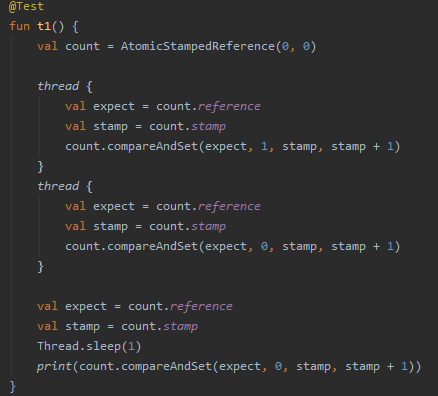 @Test
fun t1() {
    val count = AtomicStampedReference(0, 0)

    thread {
        val expect = count.reference
        val stamp = count.stamp
        count.compareAndSet(expect, 1, stamp, stamp + 1)
    }
    thread {
        val expect = count.reference
        val stamp = count.stamp
        count.compareAndSet(expect, 0, stamp, stamp + 1)
    }

    val expect = count.reference
    val stamp = count.stamp
    Thread.sleep(1)
    print(count.compareAndSet(expect, 0, stamp, stamp + 1))
}